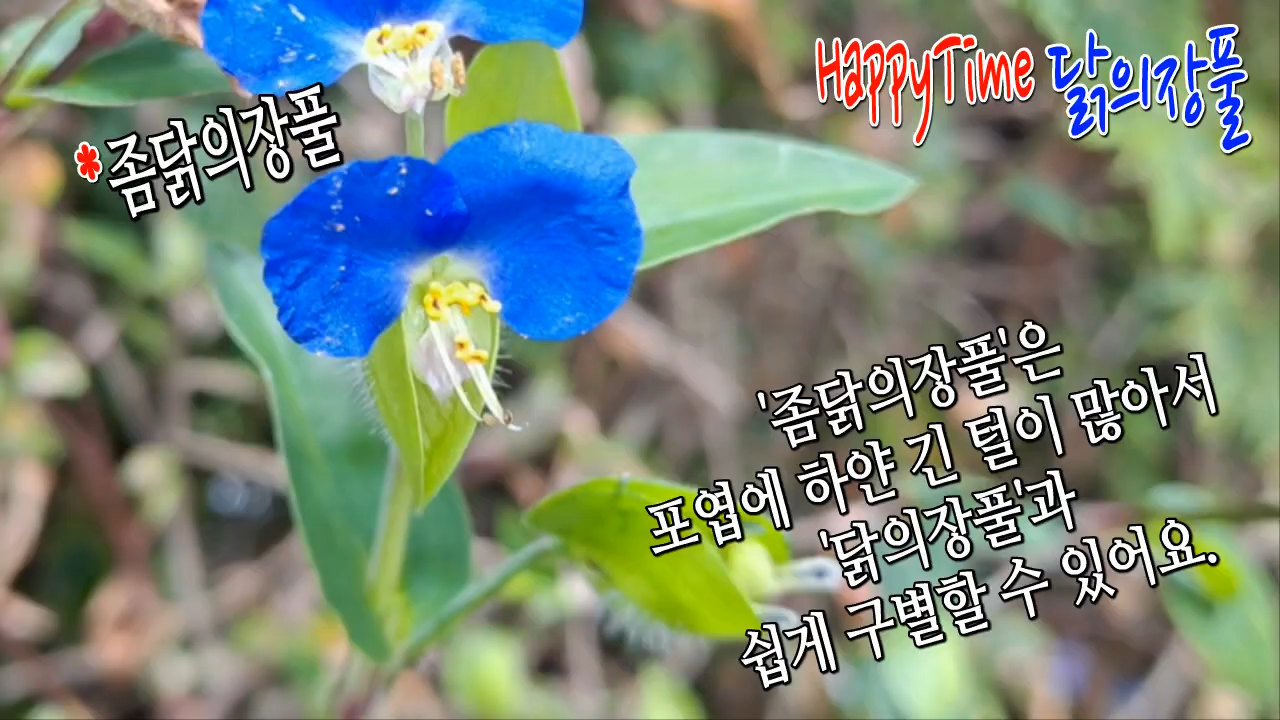 HappyTime 닭의장풀
*좀닭의장풀
'좀닭의장풀'은
포엽에 하얀 긴 털이 많아서
'닭의장풀'과
쉽게 구별할 수 있어요.